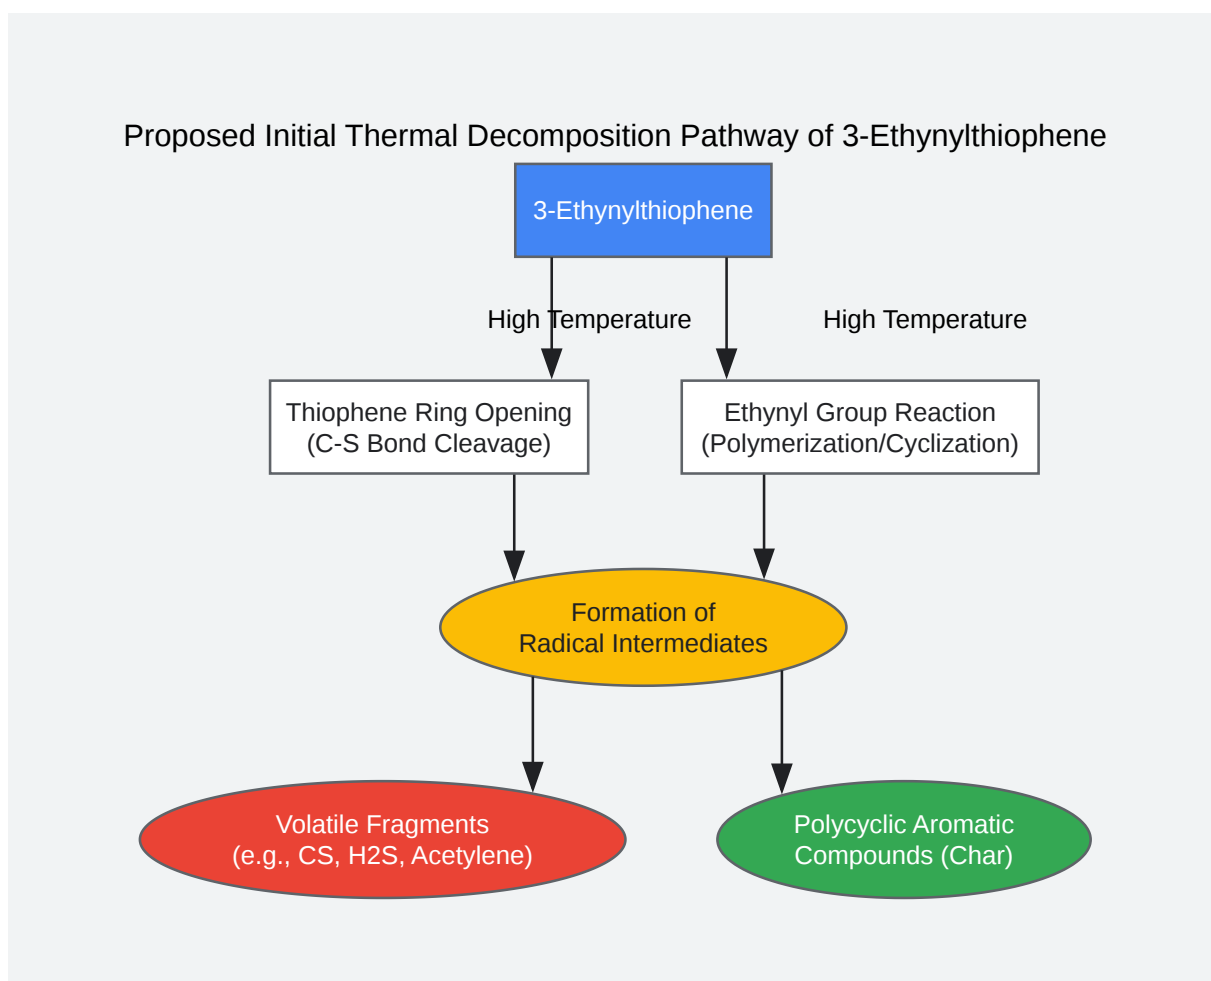 Proposed Initial Thermal Decomposition Pathway of 3-Ethynylthiophene
3-Ethynylthiophene
High Temperature
High Temperature
Thiophene Ring Opening
(C-S Bond Cleavage)
Ethynyl Group Reaction
(Polymerization/Cyclization)
Formation of
Radical Intermediates
Volatile Fragments
(e.g., CS, H2S, Acetylene)
Polycyclic Aromatic
Compounds (Char)